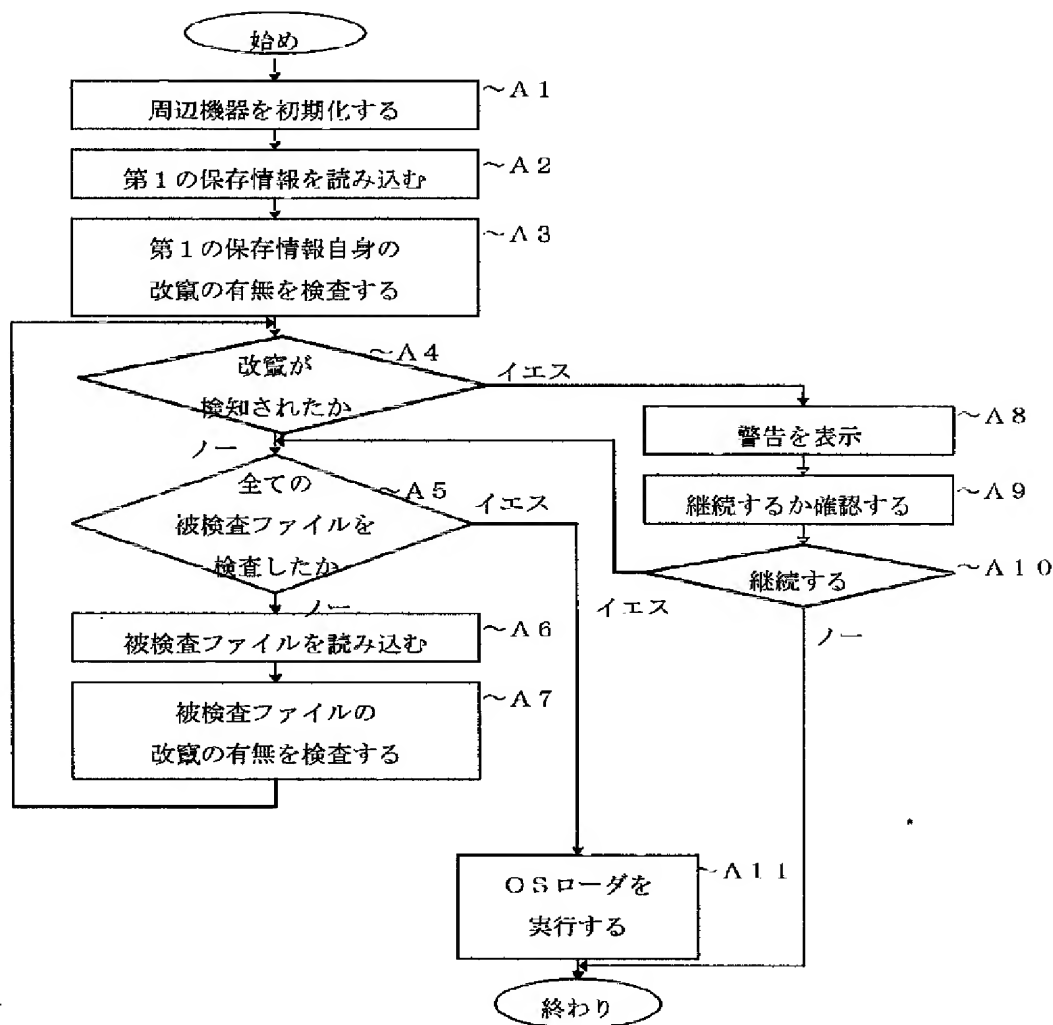 始め
周辺機器を初期化する
～A1
第1の保存情報を読み込む
～A2
第1の保存情報自身の
改竄の有無を検査する
～A3
改竄が
検知されたか
～A4
イエス
ノー
警告を表示
～A8
継続するか確認する
～A9
継続する
～A10
イエス
ノー
全ての
被検査ファイルを
検査したか
～A5
イエス
ノー
被検査ファイルを読み込む
～A6
被検査ファイルの
改竄の有無を検査する
～A7
OSローダを
実行する
～A11
終わり